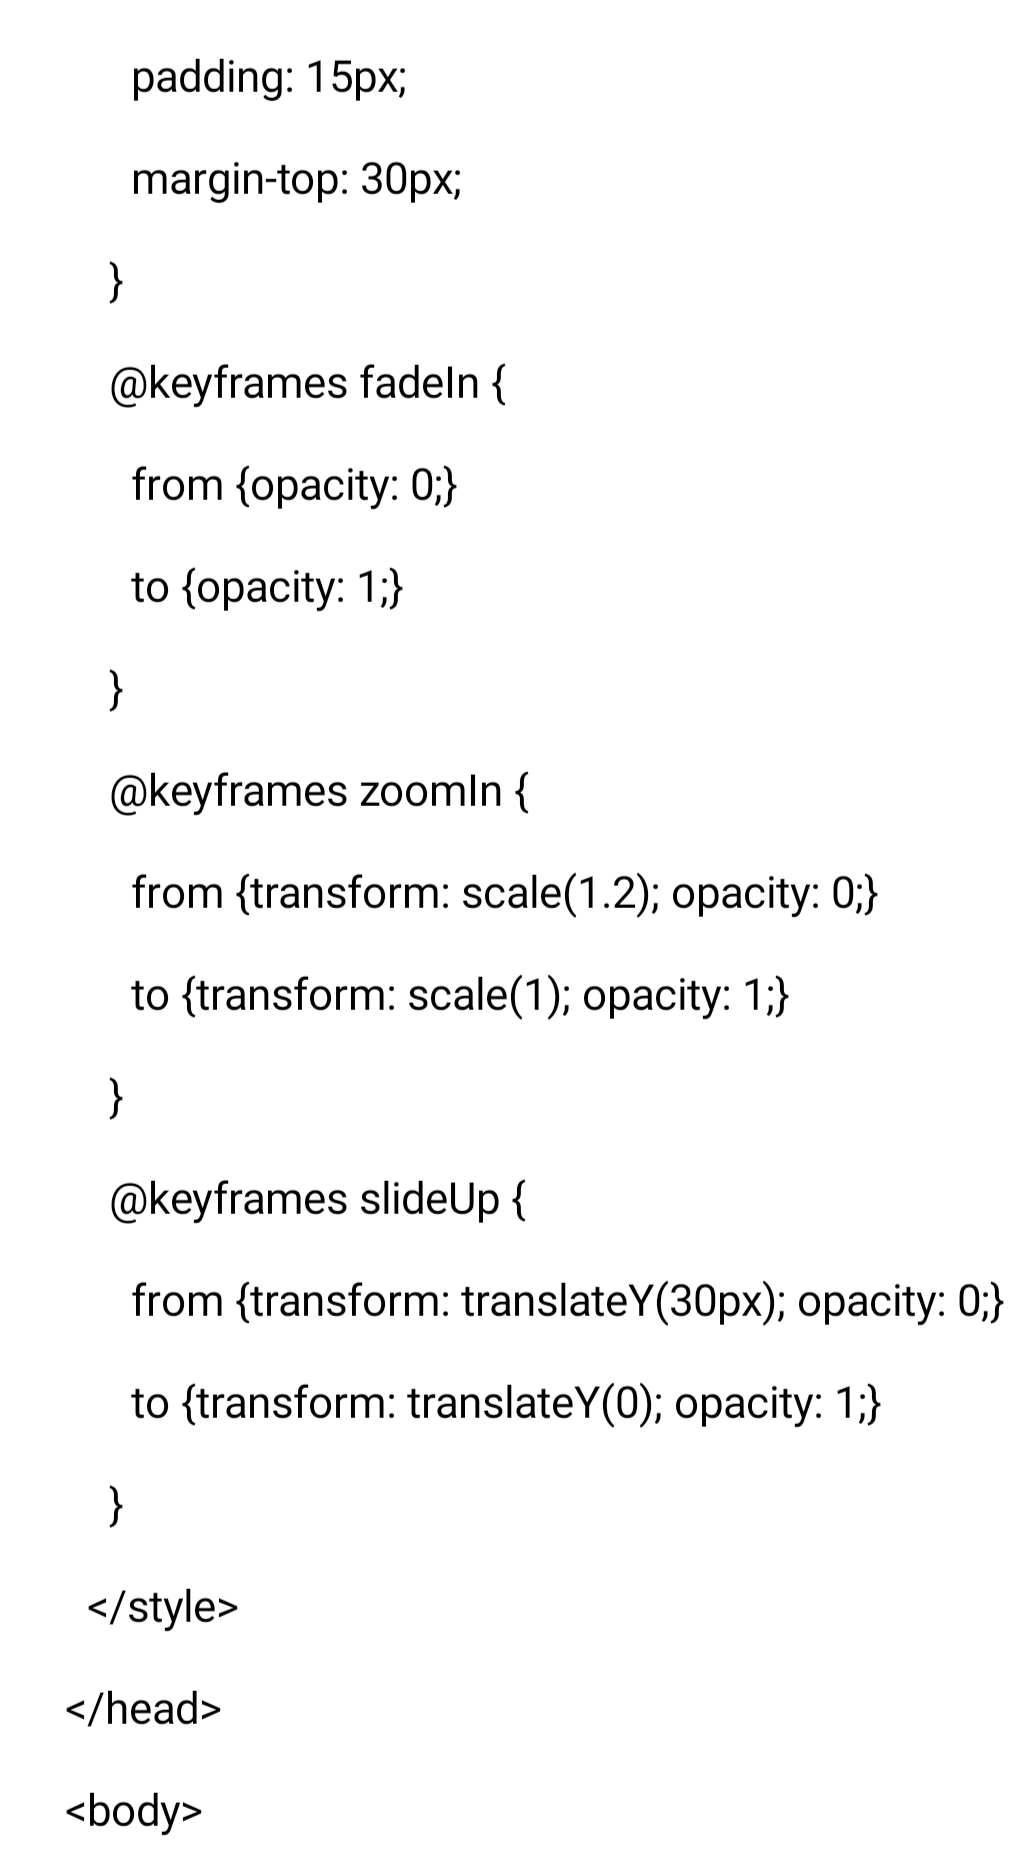 padding: 15px;
margin-top: 30px;
}
@keyframes fadeIn {
from {opacity: 0;}
to {opacity: 1;}
}
@keyframes zoomIn {
from {transform: scale(1.2); opacity: 0;}
to {transform: scale(1); opacity: 1;}
}
@keyframes slideUp {
from {transform: translateY(30px); opacity: 0;}
to {transform: translateY(0); opacity: 1;}
}
</style>
</head>
<body>